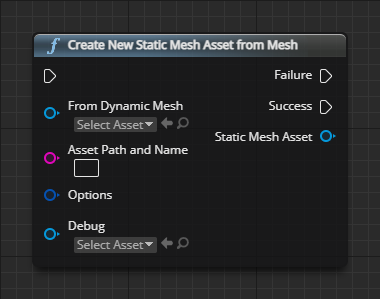 f Create New Static Mesh Asset from Mesh
Failure
From Dynamic Mesh
Success
Select Asset
Static Mesh Asset
Asset Path and Name
Options
Debug
Select Asset